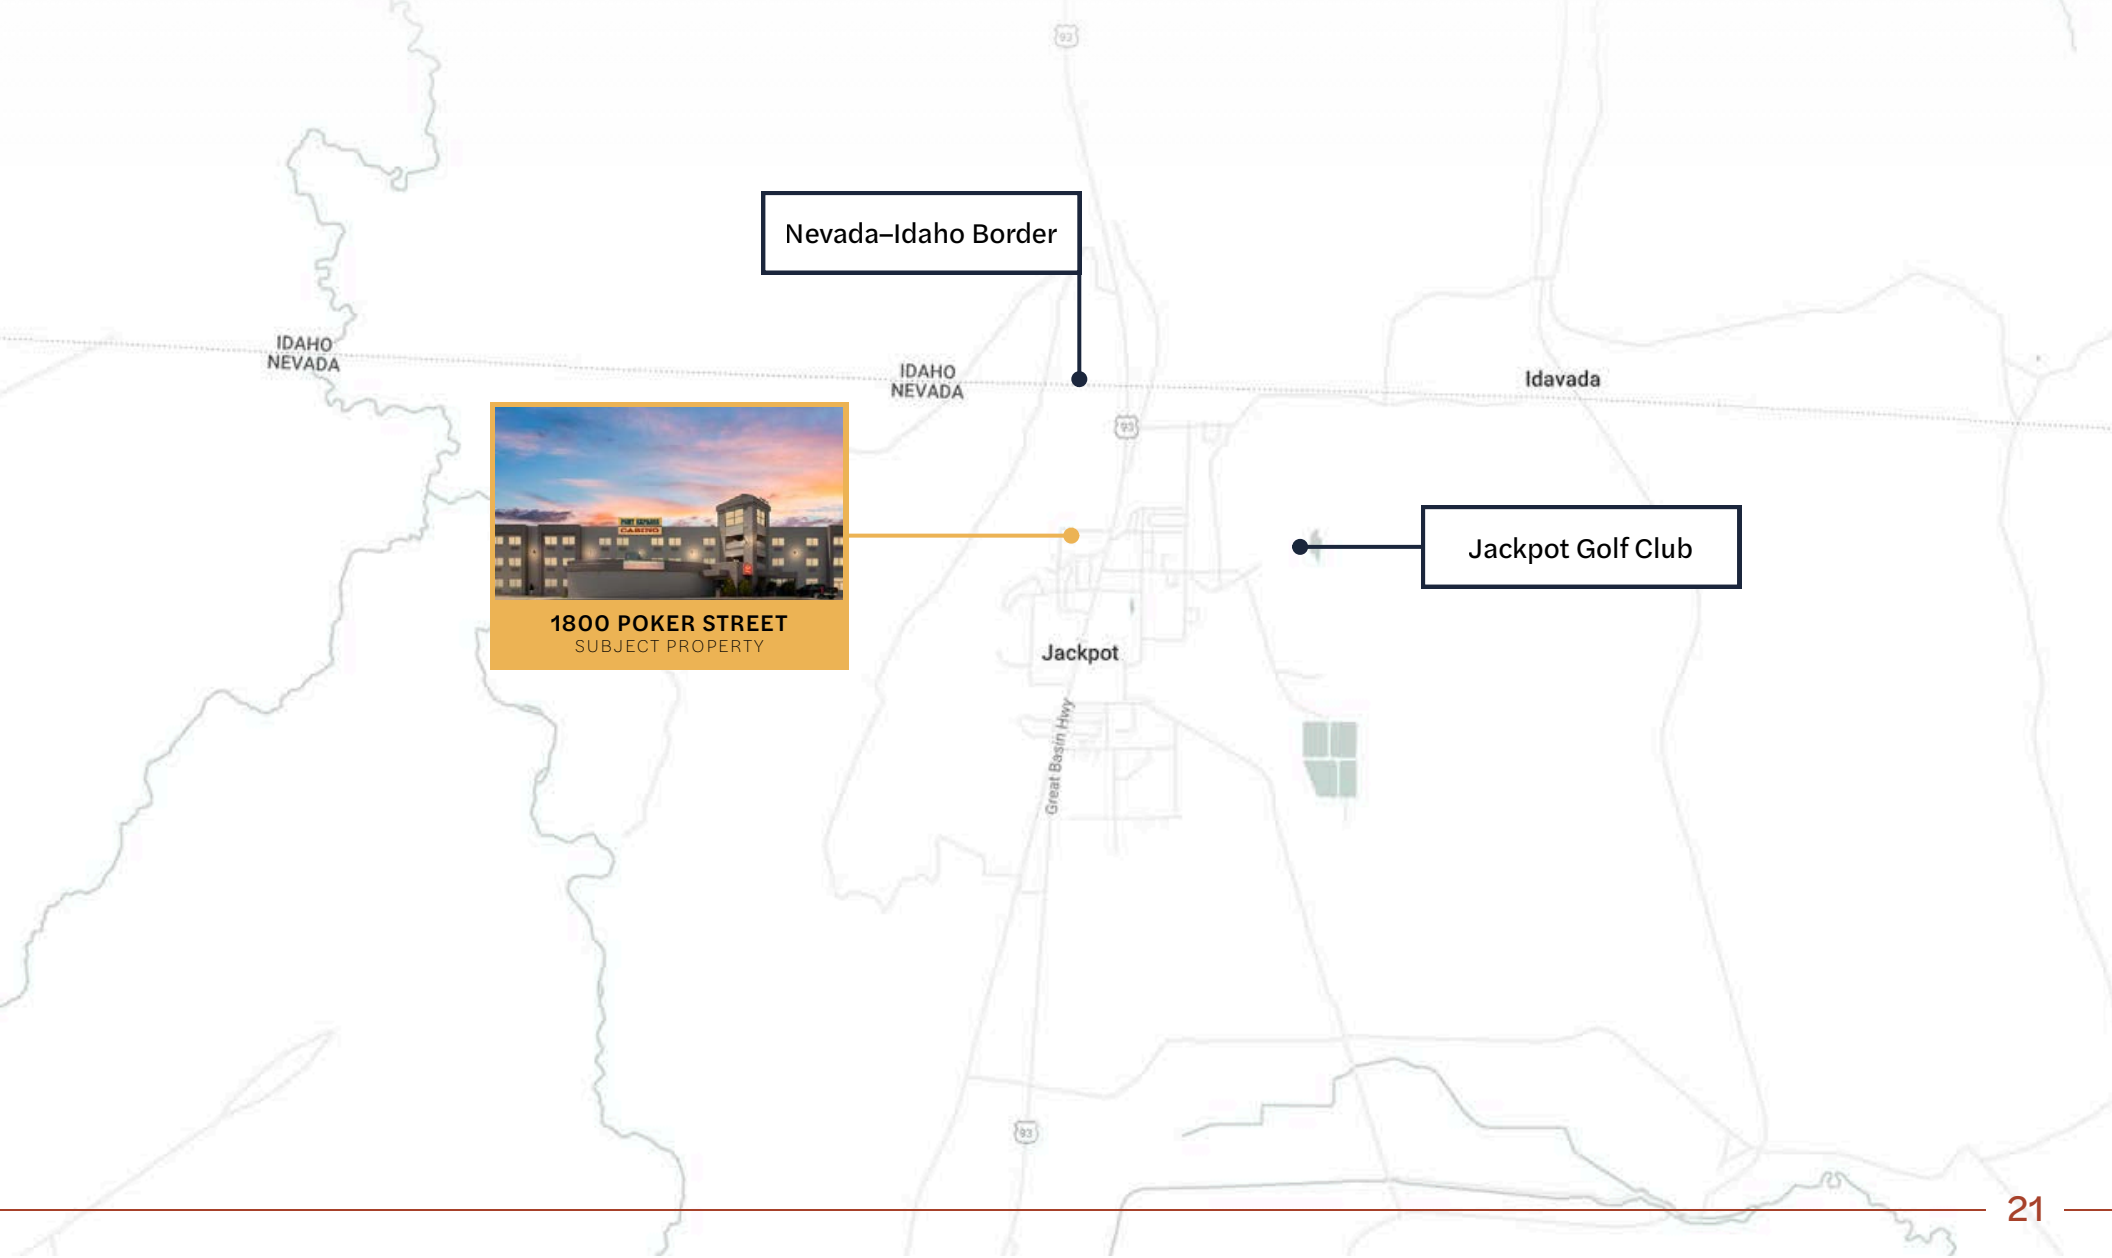 93
Nevada–Idaho Border
IDAHO
NEVADA
IDAHO
NEVADA
Idavada
93
CASINO
1800 POKER STREET
SUBJECT PROPERTY
Jackpot Golf Club
Jackpot
Great Basin Hwy
93
21